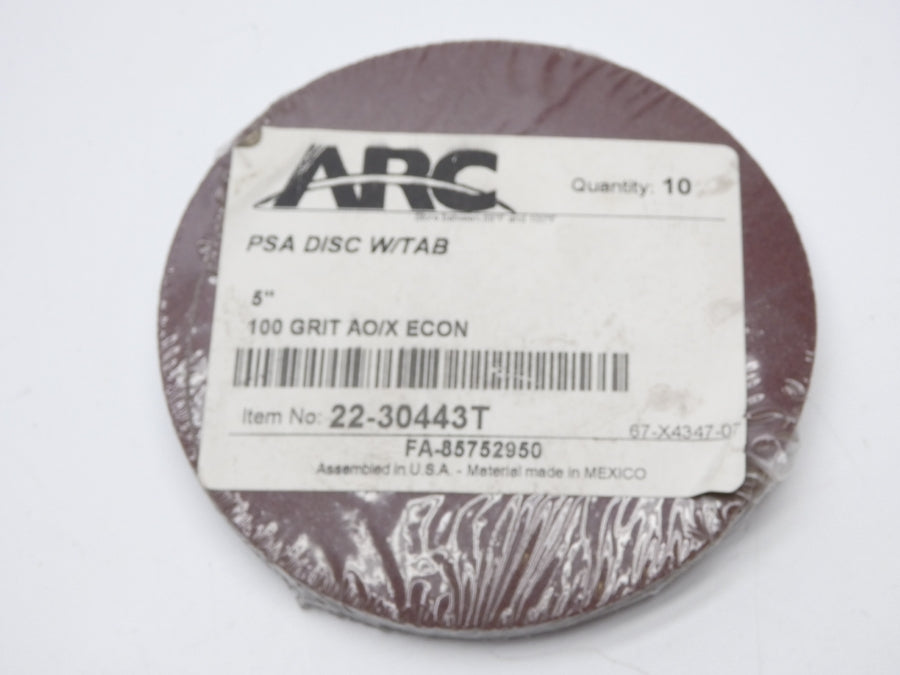 ARC
Quantity: 10
PSA DISC W/TAB
5"
100 GRIT AO/X ECON
Item No: 22-30443T
67-X4347-07
FA-85752950
Assembled in U.S.A. - Material made in MEXICO